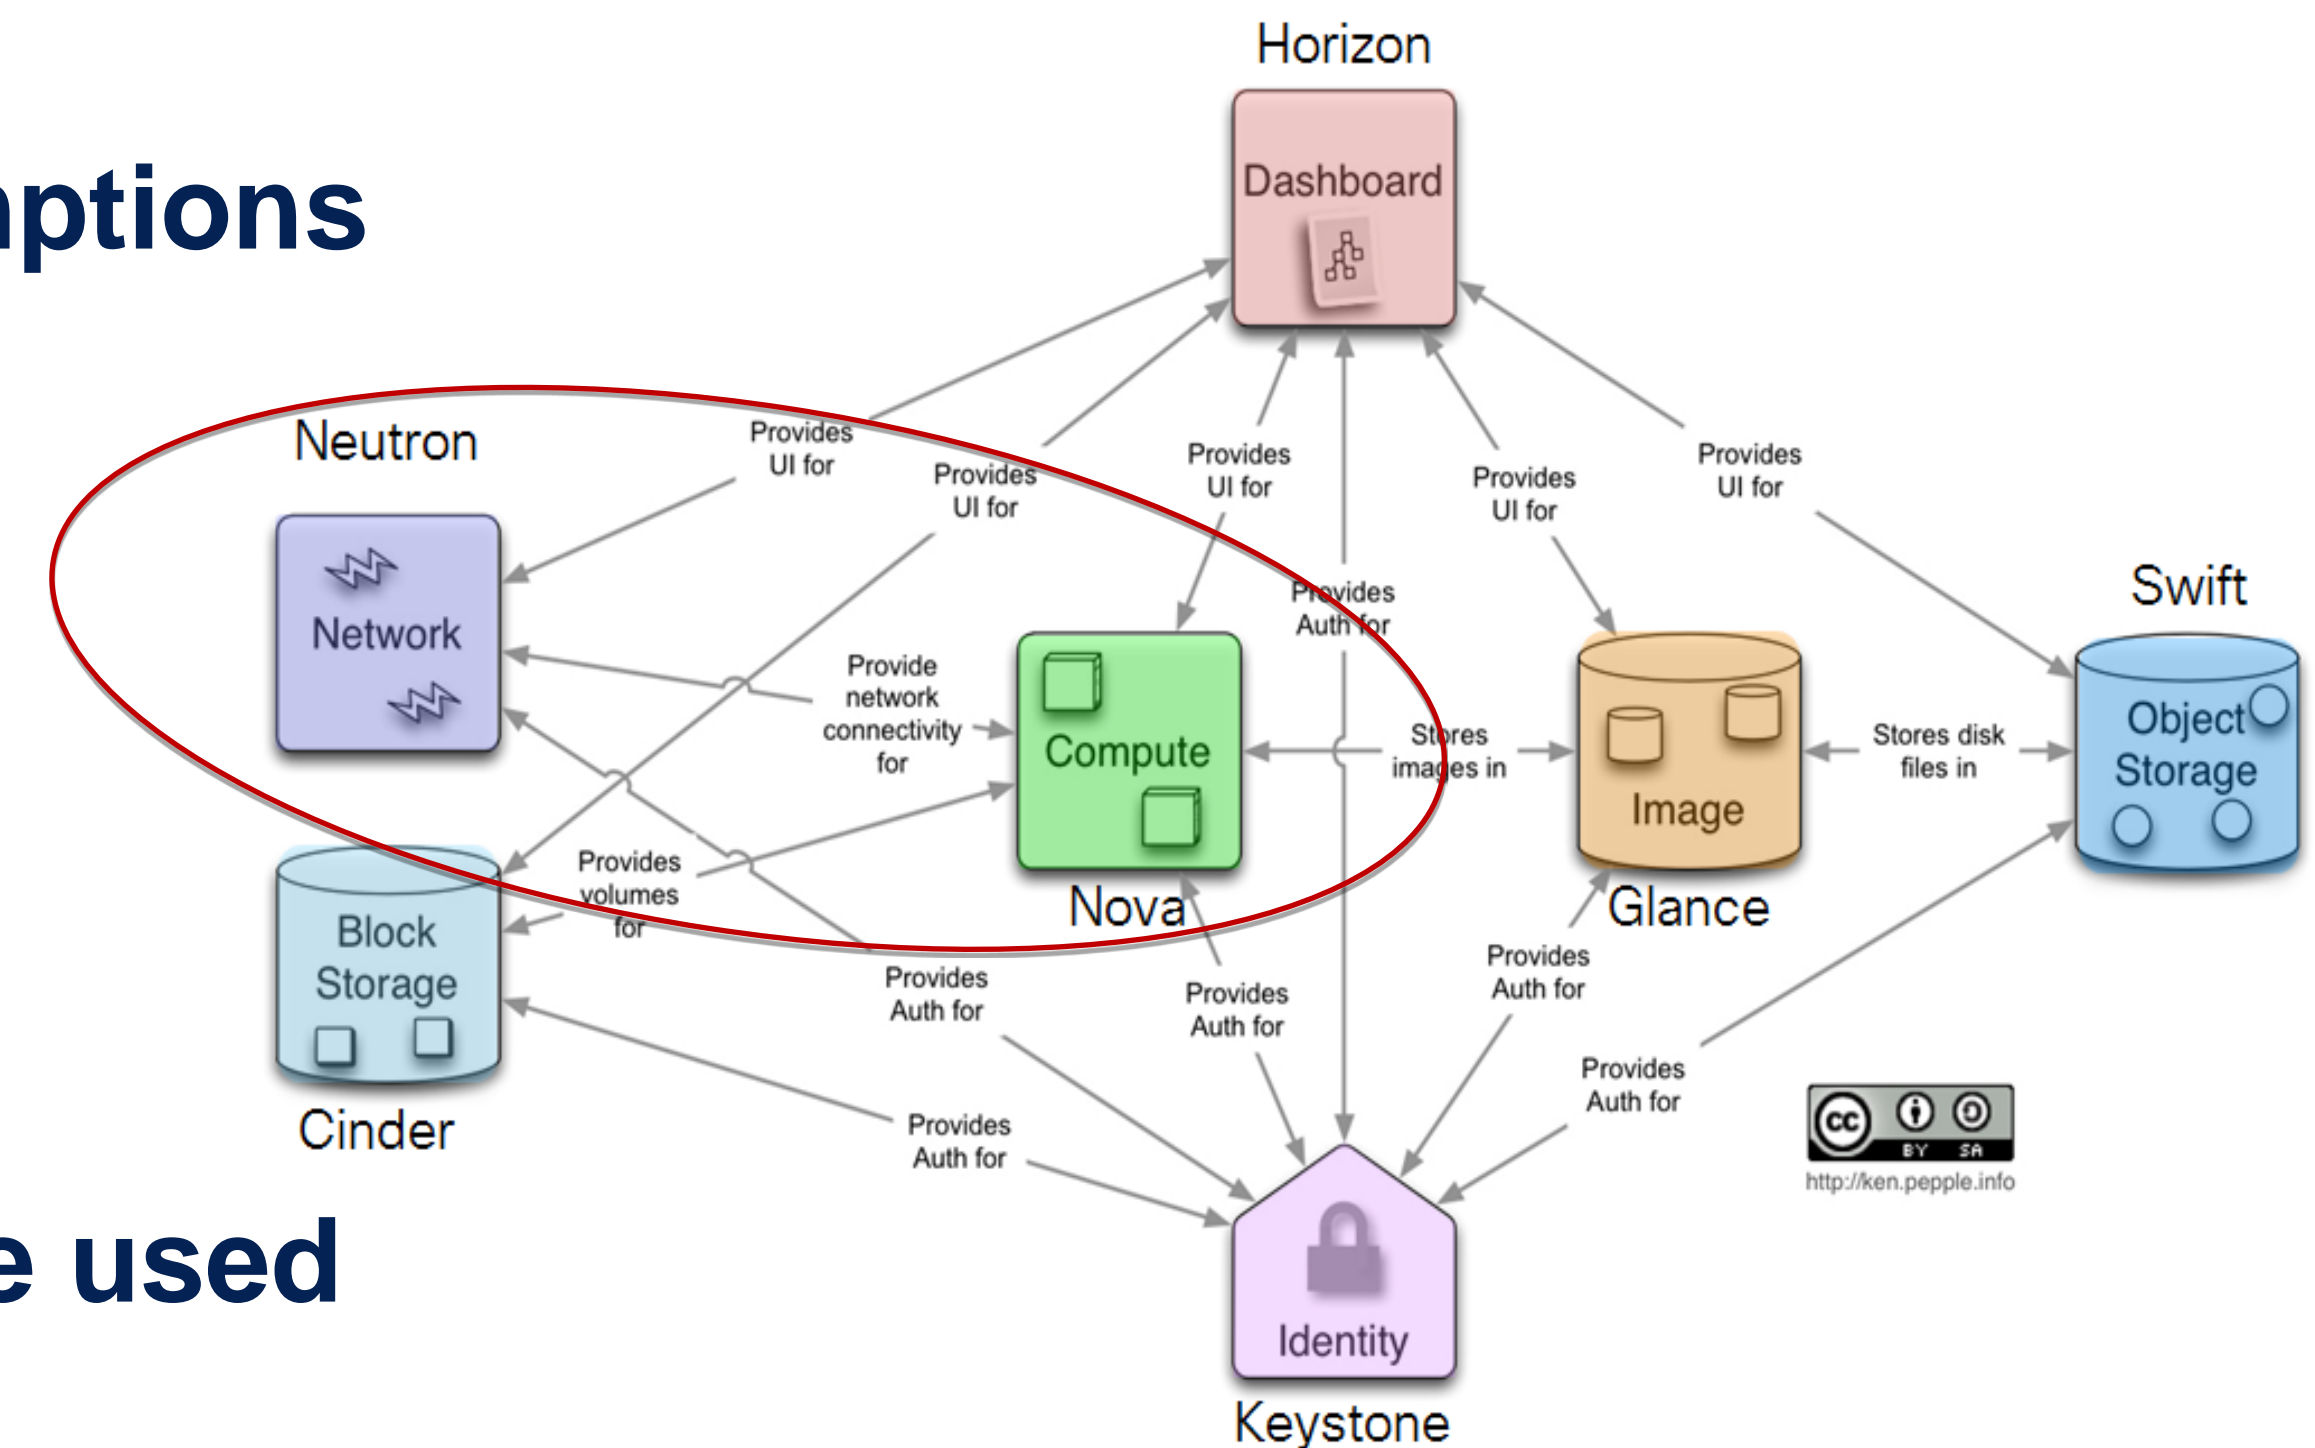 Horizon
Dashboard
ptions
Neutron
Provides
UI for
Provides
UI for
Provides
UI for
Provides
UI for
Provides
UI for
Network
Provides
Auth for
Swift
Provide
network
connectivity
for
Compute
Stores
images in
Image
Stores disk
files in
Object
Storage
Provides
volumes
for
Nova
Glance
Block
Storage
Provides
Auth for
Provides
Auth for
Provides
Auth for
Cinder
Provides
Auth for
Provides
Auth for
cc
BY SA
http://ken.pepple.info
e used
Identity
Keystone